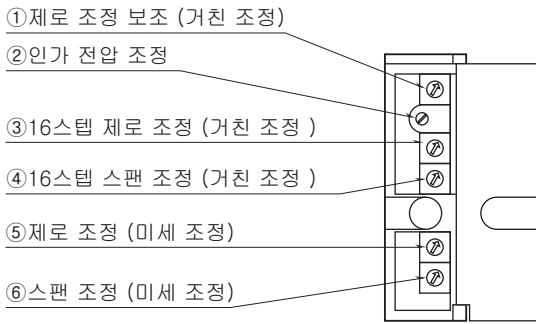 ①제로 조정 보조 (거친 조정)
②인가 전압 조정
③16스텝 제로 조정 (거친 조정 )
④16스텝 스팬 조정 (거친 조정 )
⑤제로 조정 (미세 조정)
⑥스팬 조정 (미세 조정)